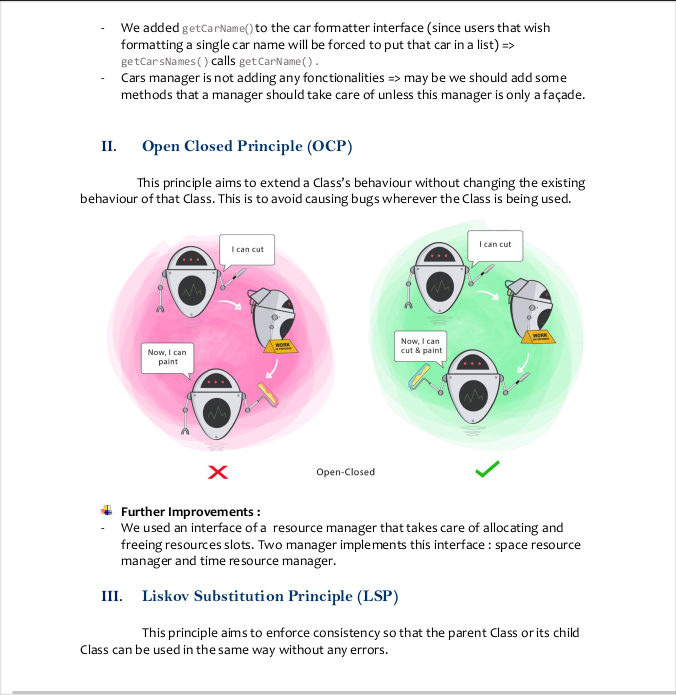 - We added getCarName() to the car formatter interface (since users that wish
formatting a single car name will be forced to put that car in a list) =>
getCarsNames() calls getCarName().
- Cars manager is not adding any fonctionalities => may be we should add some
methods that a manager should take care of unless this manager is only a façade.
II. Open Closed Principle (OCP)
This principle aims to extend a Class's behaviour without changing the existing
behaviour of that Class. This is to avoid causing bugs wherever the Class is being used.
I can cut
WORK
Now, I can
paint
I can cut
WORK
Now, I can
cut & paint
Open-Closed
Further Improvements :
- We used an interface of a resource manager that takes care of allocating and
freeing resources slots. Two manager implements this interface : space resource
manager and time resource manager.
III. Liskov Substitution Principle (LSP)
This principle aims to enforce consistency so that the parent Class or its child
Class can be used in the same way without any errors.